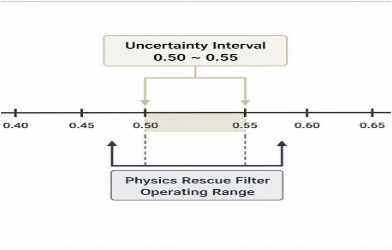 Uncertainty Interval
0.50 ~ 0.55
0.40 0.45 0.50 0.55 0.60 0.65
Physics Rescue Filter
Operating Range